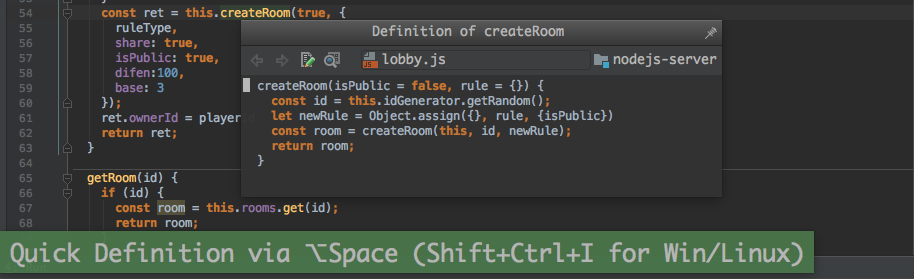 54 const ret = this.createRoom(true, {
55 ruleType,
56 share: true,
57 isPublic: true,
58 difen:100,
59 base: 3
60 });
61 ret.ownerId =
62 return ret;
63 }
64
65 getRoom(id) {
66 if (id) {
67 const room = this.rooms.get(id);
68 return room;
Definition of createRoom
lobby.js
nodejs-server
createRoom(isPublic = false, rule = {}) {
const id = this.idGenerator.getRandom();
let newRule = Object.assign({}, rule, {isPublic})
const room = createRoom(this, id, newRule);
return room;
}
Quick Definition via ⌥Space (Shift+Ctrl+I for Win/Linux)